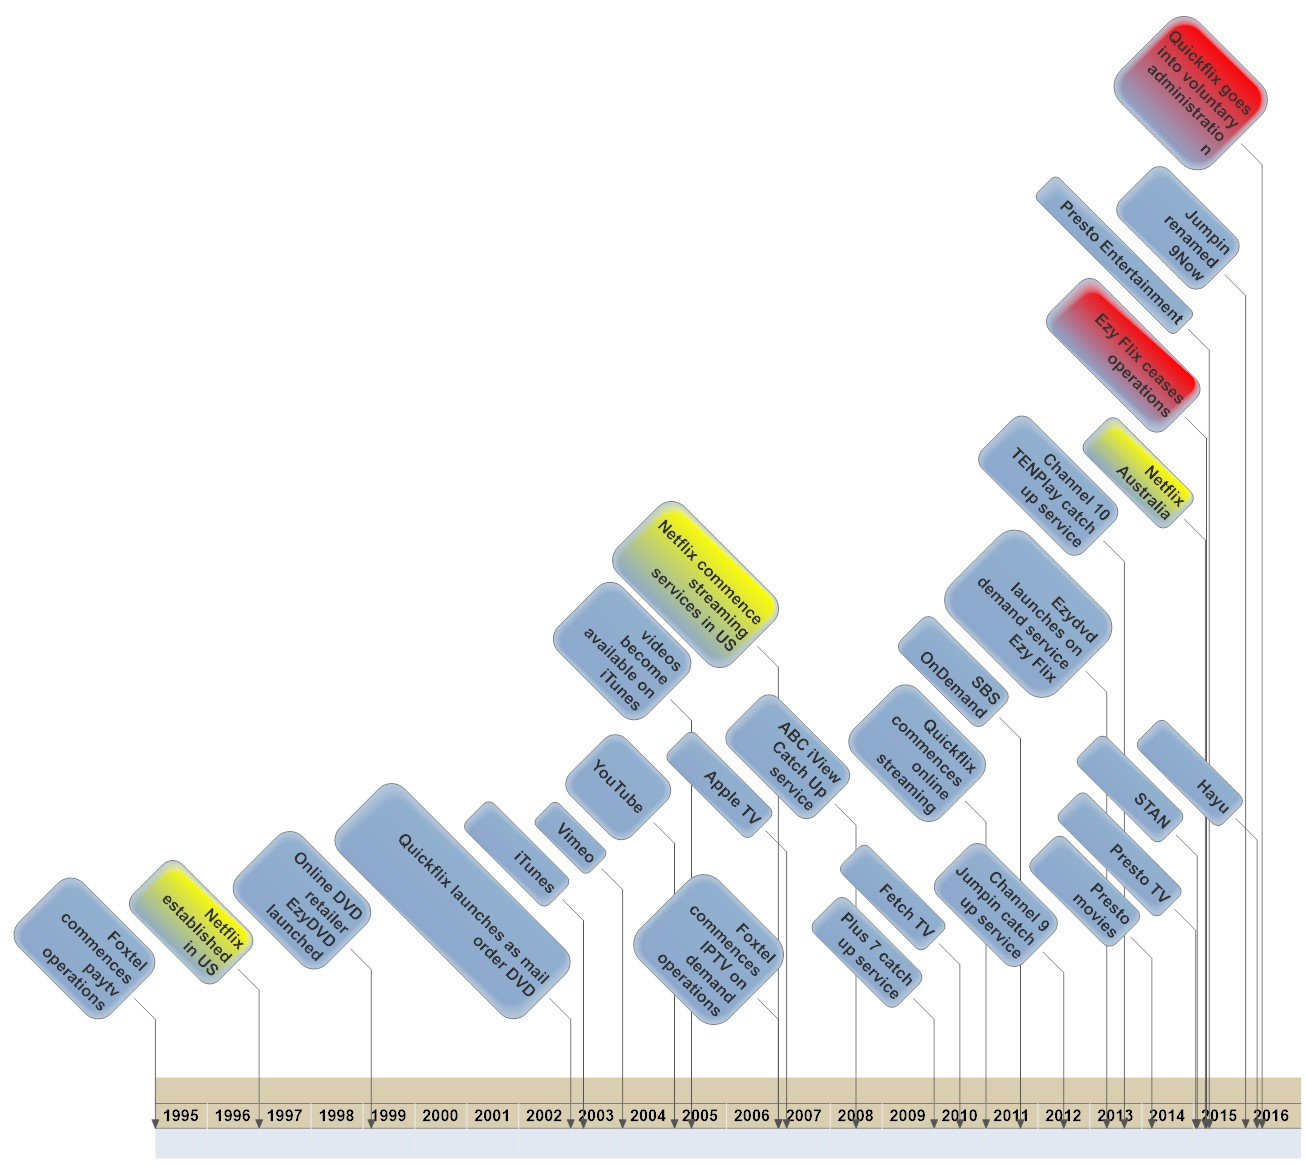 Quickflix goes
into voluntary
administratio
n
Jumpin
renamed
9Now
Presto Entertainment
Ezy Flix ceases
operations
Netflix
Australia
Channel 10
TENPlay catch
up service
Netflix commence
streaming
services in US
Ezydvd
launches on
demand service
Ezy Flix
videos
become
available on
iTunes
SBS
OnDemand
Quickflix
commences
online
streaming
ABC iView
Catch Up
service
Apple TV
YouTube
Hayu
STAN
Presto TV
Presto
movies
Channel 9
Jumpin catch
up service
Fetch TV
Plus 7 catch
up service
Foxtel
commences
IPTV on
demand
operations
Vimeo
iTunes
Quickflix launches as mail
order DVD
Online DVD
retailer
EzyDVD
launched
Netflix
established
in US
Foxtel
commences
paytv
operations
1995 1996 1997 1998 1999 2000 2001 2002 2003 2004 2005 2006 2007 2008 2009 2010 2011 2012 2013 2014 2015 2016